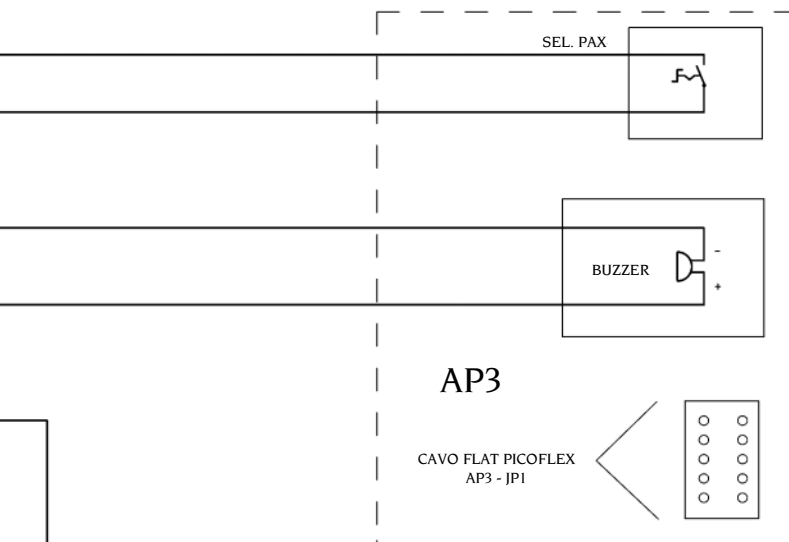 SEL. PAX
-
BUZZER
+
AP3
CAVO FLAT PICOFLEX
AP3 - JP1